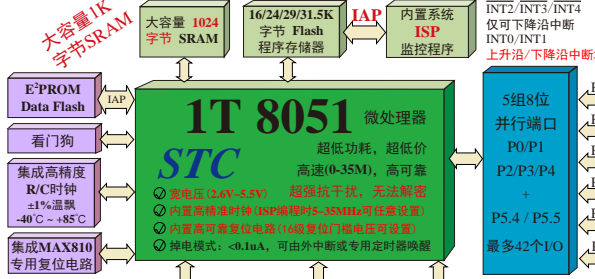 大容量1K
字节SRAM
大容量 1024
字节 SRAM
16/24/29/31.5K
字节 Flash
程序存储器
IAP
内置系统
ISP
监控程序
INT2/INT3/INT4
仅可下降沿中断
INT0/INT1
上升沿/下降沿中断
E²PROM
Data Flash
IAP
看门狗
集成高精度
R/C时钟
±1%温飘
-40℃ ~ +85℃
集成MAX810
专用复位电路
1T 8051 微处理器
STC
超低功耗，超低价
高速(0-35M)，高可靠
超强抗干扰，无法解密
宽电压(2.6V~5.5V)
内置高精准时钟(ISP编程时5~35MHz可任意设置)
内置高可靠复位电路(16级复位门槛电压可设置)
掉电模式：<0.1uA，可由外中断或专用定时器唤醒
5组8位
并行端口
P0/P1
P2/P3/P4
+
P5.4 / P5.5
最多42个I/O